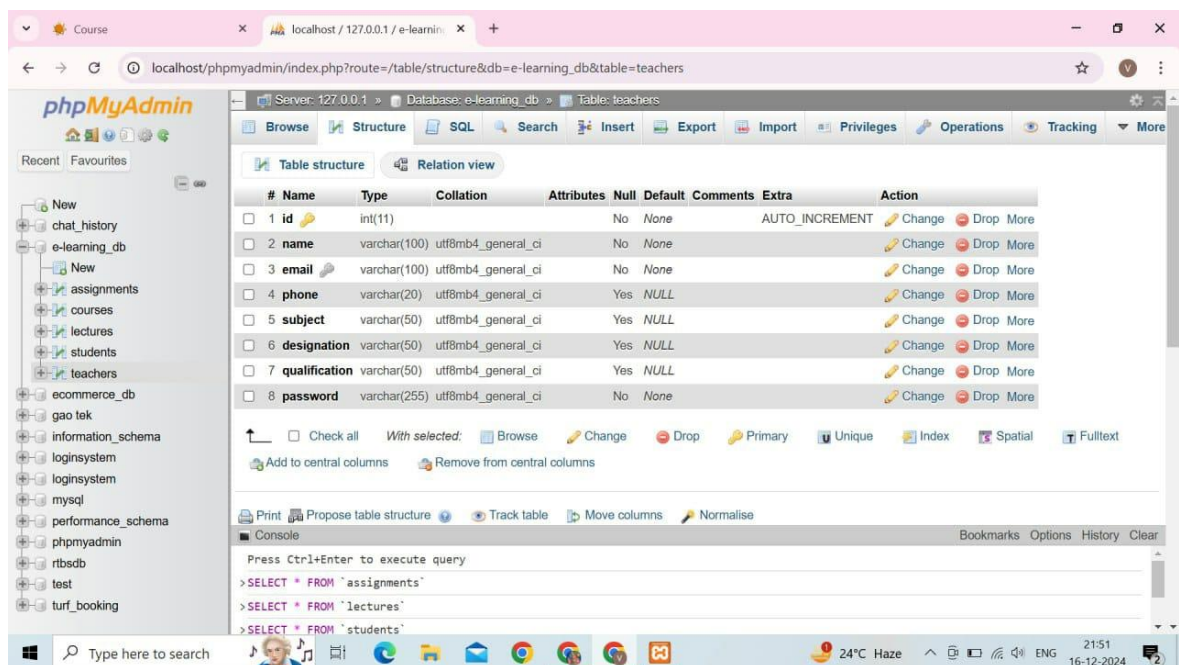 Course
localhost / 127.0.0.1 / e-learnin
localhost/phpmyadmin/index.php?route=/table/structure&db=e-learning_db&table=teachers
V
phpMyAdmin
Recent Favourites
New
chat_history
e-learning_db
New
assignments
courses
lectures
students
teachers
ecommerce_db
gao tek
information_schema
loginsystem
loginsystem
mysql
performance_schema
phpmyadmin
rtbsdb
test
turf_booking
Server: 127.0.0.1 » Database: e-learning_db » Table: teachers
Browse Structure SQL Search Insert Export Import Privileges Operations Tracking More
Table structure Relation view
# Name Type Collation Attributes Null Default Comments Extra Action
1 id int(11) No None AUTO_INCREMENT Change Drop More
2 name varchar(100) utf8mb4_general_ci No None Change Drop More
3 email varchar(100) utf8mb4_general_ci No None Change Drop More
4 phone varchar(20) utf8mb4_general_ci Yes NULL Change Drop More
5 subject varchar(50) utf8mb4_general_ci Yes NULL Change Drop More
6 designation varchar(50) utf8mb4_general_ci Yes NULL Change Drop More
7 qualification varchar(50) utf8mb4_general_ci Yes NULL Change Drop More
8 password varchar(255) utf8mb4_general_ci No None Change Drop More
Check all With selected: Browse Change Drop Primary Unique Index Spatial Fulltext
Add to central columns Remove from central columns
Print Propose table structure Track table Move columns Normalise
Console Bookmarks Options History Clear
Press Ctrl+Enter to execute query
>SELECT * FROM `assignments`
>SELECT * FROM `lectures`
>SELECT * FROM `students`
Type here to search
24°C Haze ENG 21:51
16-12-2024 2